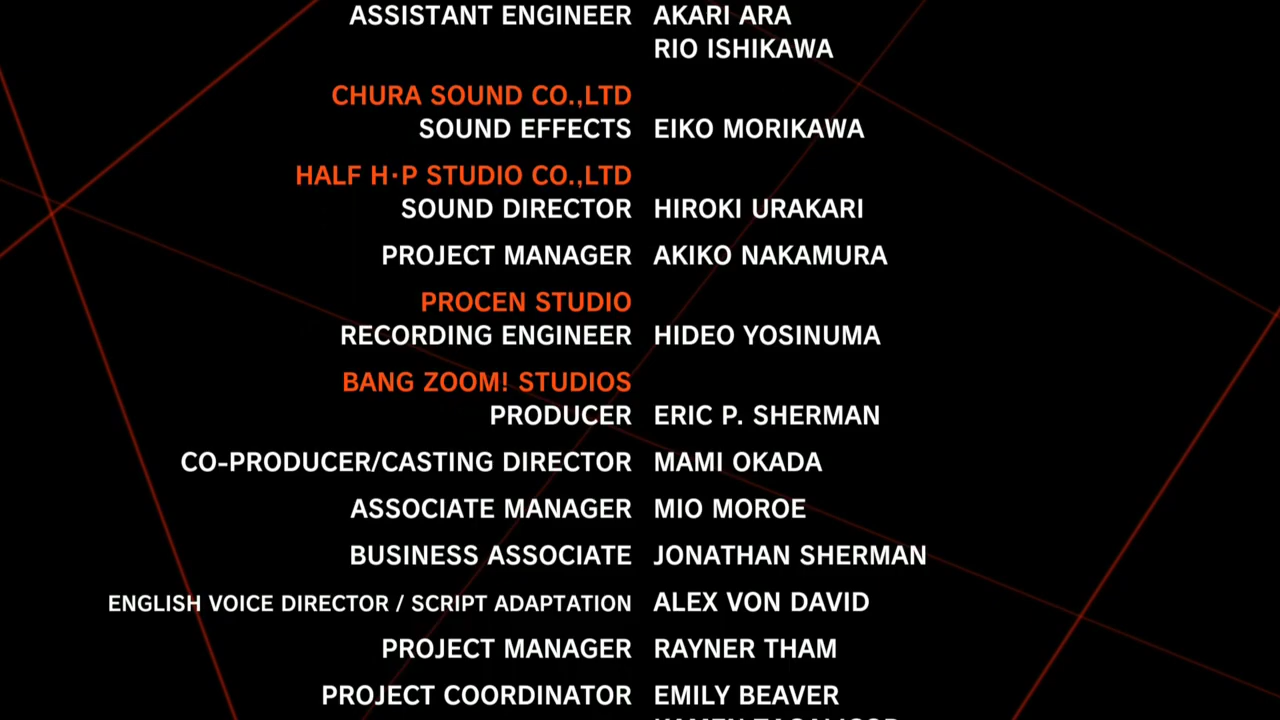 ASSISTANT ENGINEER AKARI ARA
RIO ISHIKAWA
CHURA SOUND CO.,LTD
SOUND EFFECTS EIKO MORIKAWA
HALF H·P STUDIO CO.,LTD
SOUND DIRECTOR HIROKI URAKARI
PROJECT MANAGER AKIKO NAKAMURA
PROCEN STUDIO
RECORDING ENGINEER HIDEO YOSINUMA
BANG ZOOM! STUDIOS
PRODUCER ERIC P. SHERMAN
CO-PRODUCER/CASTING DIRECTOR MAMI OKADA
ASSOCIATE MANAGER MIO MOROE
BUSINESS ASSOCIATE JONATHAN SHERMAN
ENGLISH VOICE DIRECTOR / SCRIPT ADAPTATION ALEX VON DAVID
PROJECT MANAGER RAYNER THAM
PROJECT COORDINATOR EMILY BEAVER